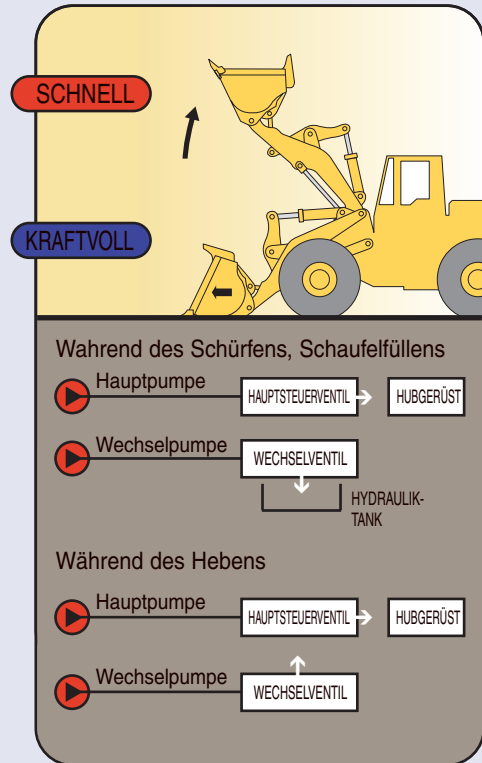 SCHNELL
KRAFTVOLL
Wahrend des Schürfens, Schaufelfüllens
Hauptpumpe
HAUPTSTEUERVENTIL
HUBGERÜST
Wechselpumpe
WECHSELVENTIL
HYDRAULIK-
TANK
Während des Hebens
Hauptpumpe
HAUPTSTEUERVENTIL
HUBGERÜST
Wechselpumpe
WECHSELVENTIL